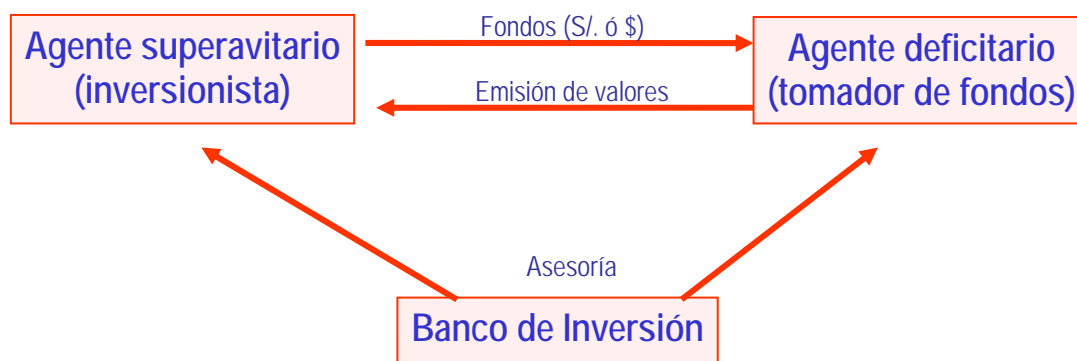 Agente superavitario
(inversionista)
Fondos (S/. ó $)
Emisión de valores
Agente deficitario
(tomador de fondos)
Asesoría
Banco de Inversión